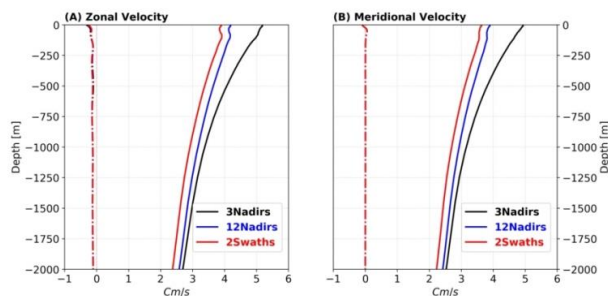 (A) Zonal Velocity
0
−250
−500
−750
−1000
−1250
−1500
−1750
−2000
Depth [m]
3Nadirs
12Nadirs
2Swaths
−1 0 1 2 3 4 5 6
Cm/s
(B) Meridional Velocity
0
−250
−500
−750
−1000
−1250
−1500
−1750
−2000
Depth [m]
3Nadirs
12Nadirs
2Swaths
−1 0 1 2 3 4 5 6
Cm/s